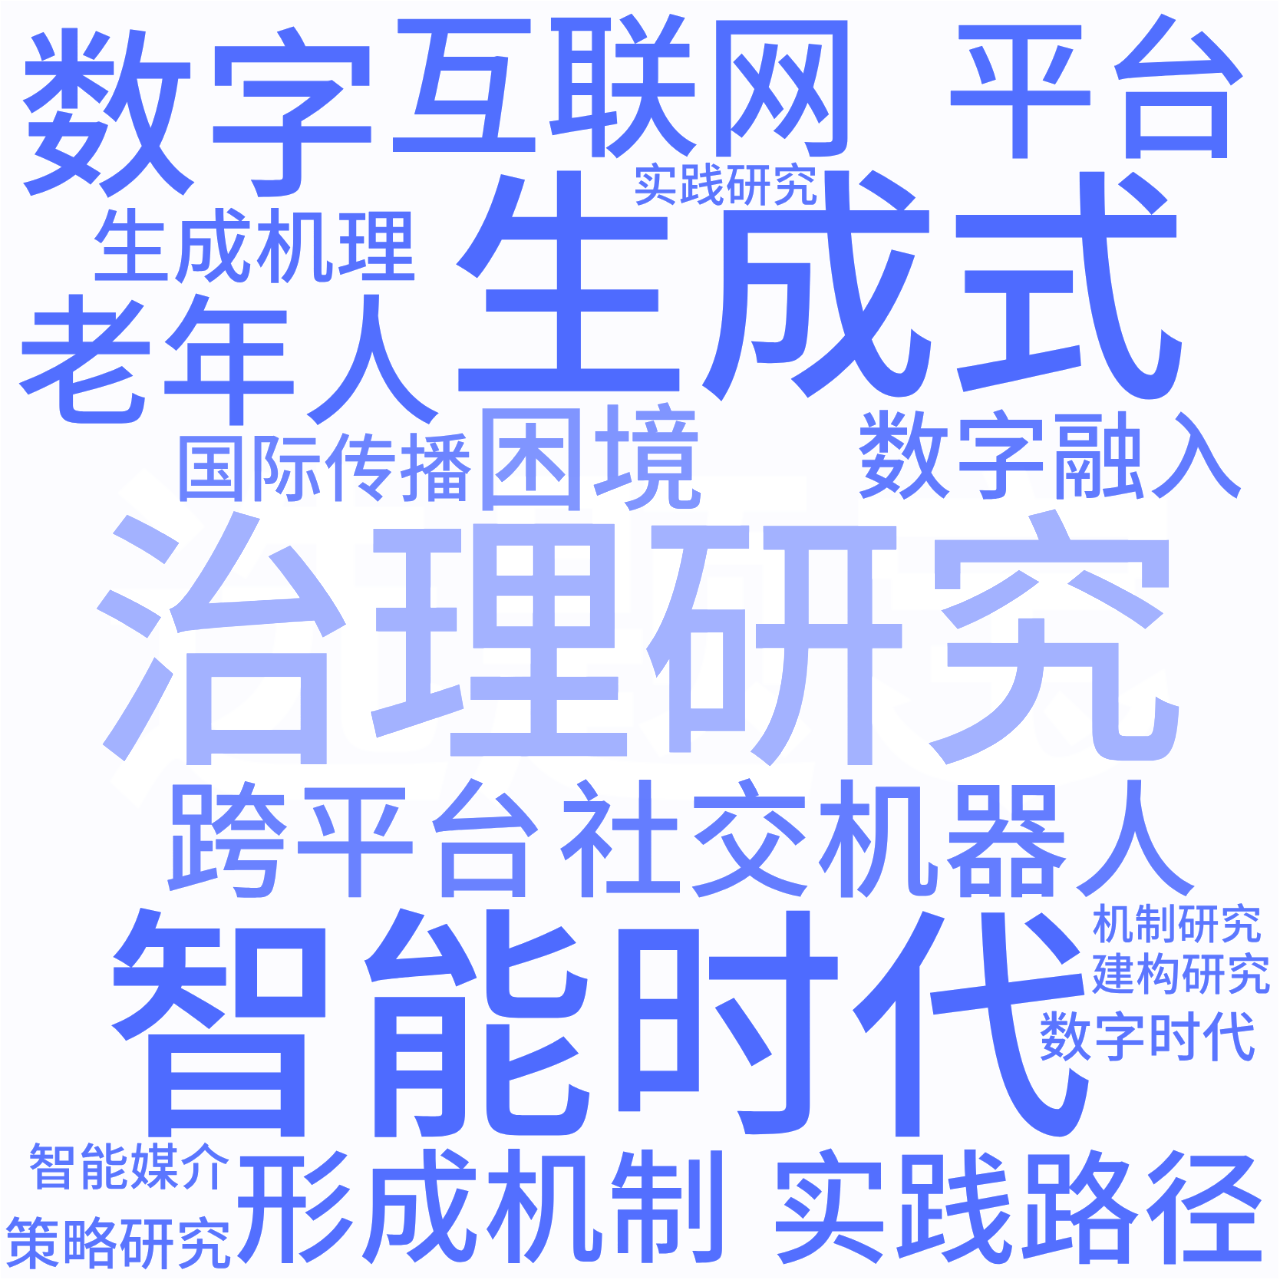 数字
互联网
平台
实践研究
生成机理
生成式
老年人
国际传播
困境
数字融入
治理研究
跨平台社交机器人
智能时代
机制研究
建构研究
数字时代
智能媒介
形成机制
实践路径
策略研究